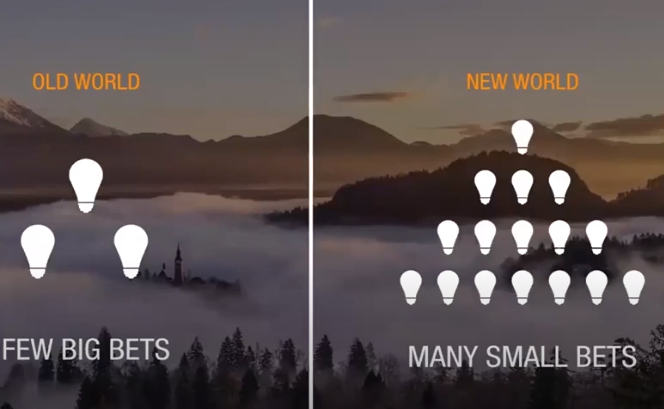 OLD WORLD
FEW BIG BETS
NEW WORLD
MANY SMALL BETS